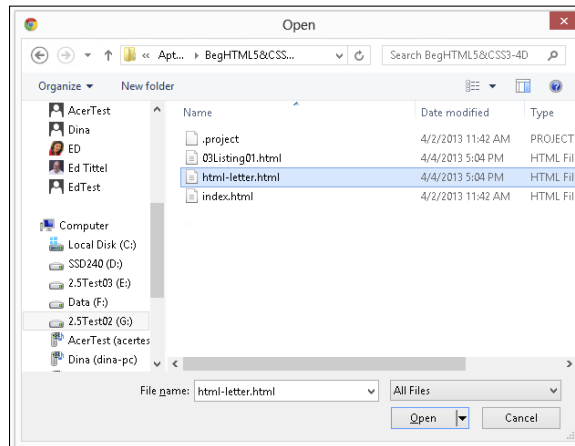 Open
« Apt... ▸ BegHTML5&CSS...
Search BegHTML5&CSS3-4D
Organize
New folder
AcerTest
Dina
ED
Ed Tittel
EdTest
Computer
Local Disk (C:)
SSD240 (D:)
2.5Test03 (E:)
Data (F:)
2.5Test02 (G:)
AcerTest (acertes
Dina (dina-pc)
Name Date modified Type
.project 4/2/2013 11:42 AM PROJECT
03Listing01.html 4/4/2013 5:04 PM HTML Fil
html-letter.html 4/4/2013 5:04 PM HTML Fil
index.html 4/2/2013 11:42 AM HTML Fil
File name: html-letter.html All Files
Open Cancel